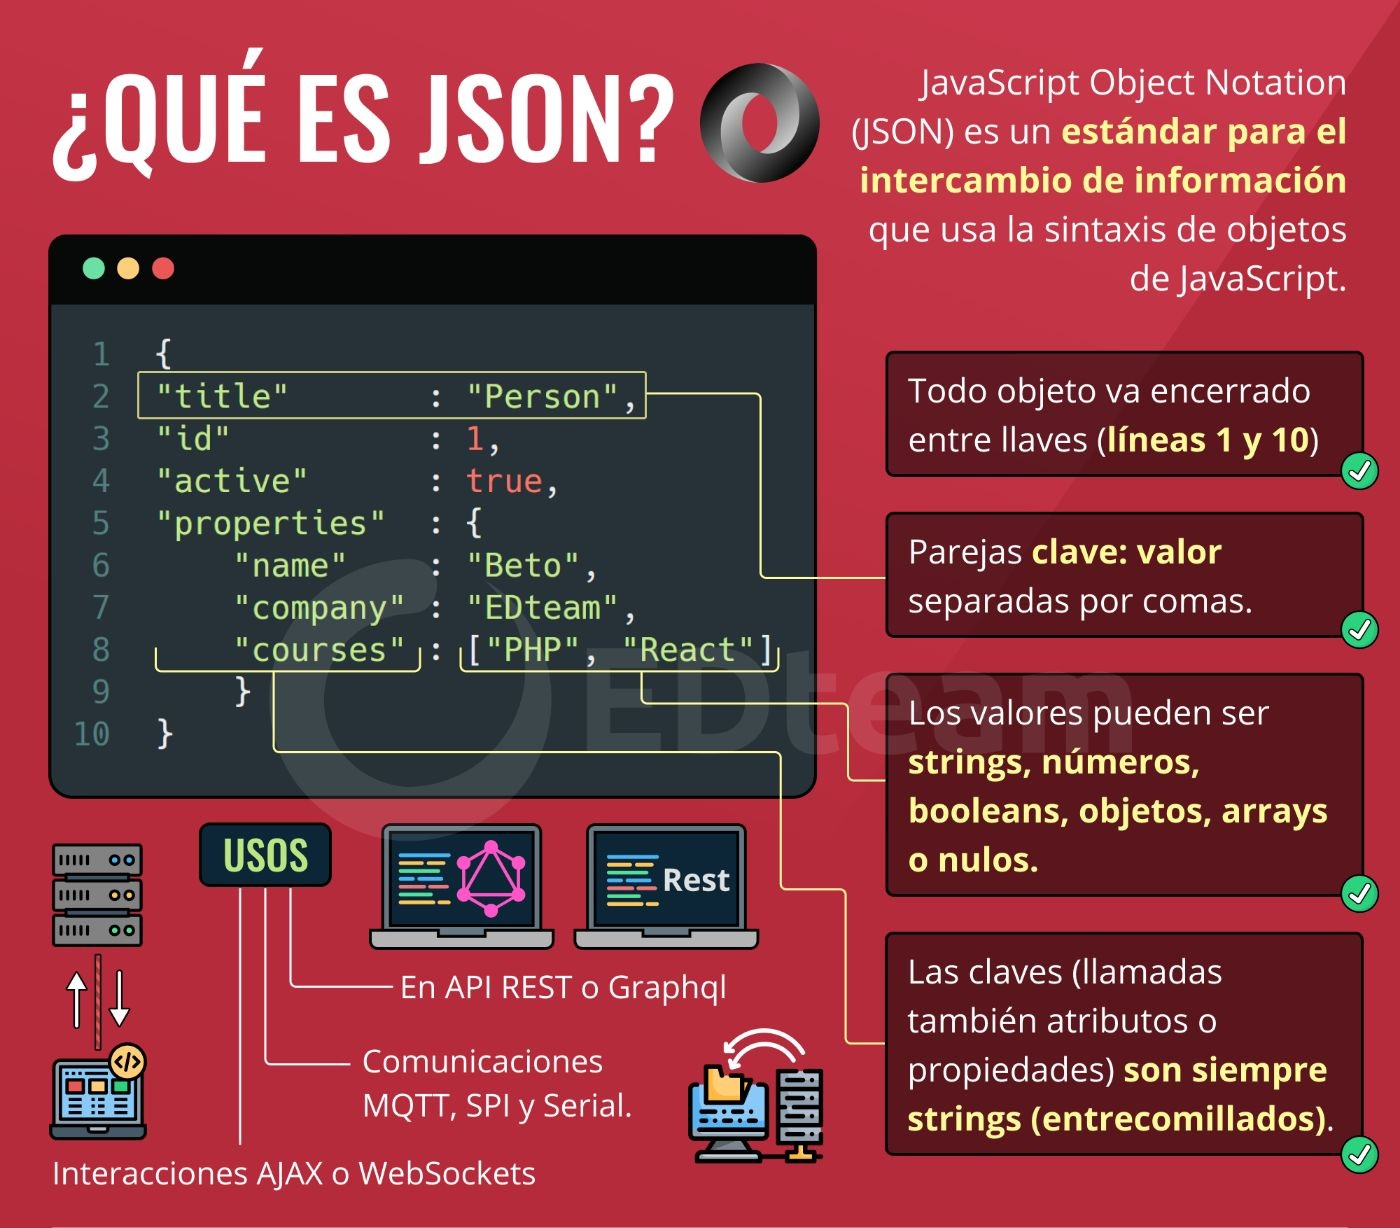 ¿QUÉ ES JSON?
JavaScript Object Notation
(JSON) es un estándar para el
intercambio de información
que usa la sintaxis de objetos
de JavaScript.
1 {
2 "title" : "Person",
3 "id" : 1,
4 "active" : true,
5 "properties" : {
6 "name" : "Beto",
7 "company" : "EDteam",
8 "courses" : ["PHP", "React"]
9 }
10 }
EDteam
Todo objeto va encerrado
entre llaves (líneas 1 y 10)
Parejas clave: valor
separadas por comas.
Los valores pueden ser
strings, números,
booleans, objetos, arrays
o nulos.
Las claves (llamadas
también atributos o
propiedades) son siempre
strings (entrecomillados).
USOS
Rest
</>
En API REST o Graphql
Comunicaciones
MQTT, SPI y Serial.
Interacciones AJAX o WebSockets